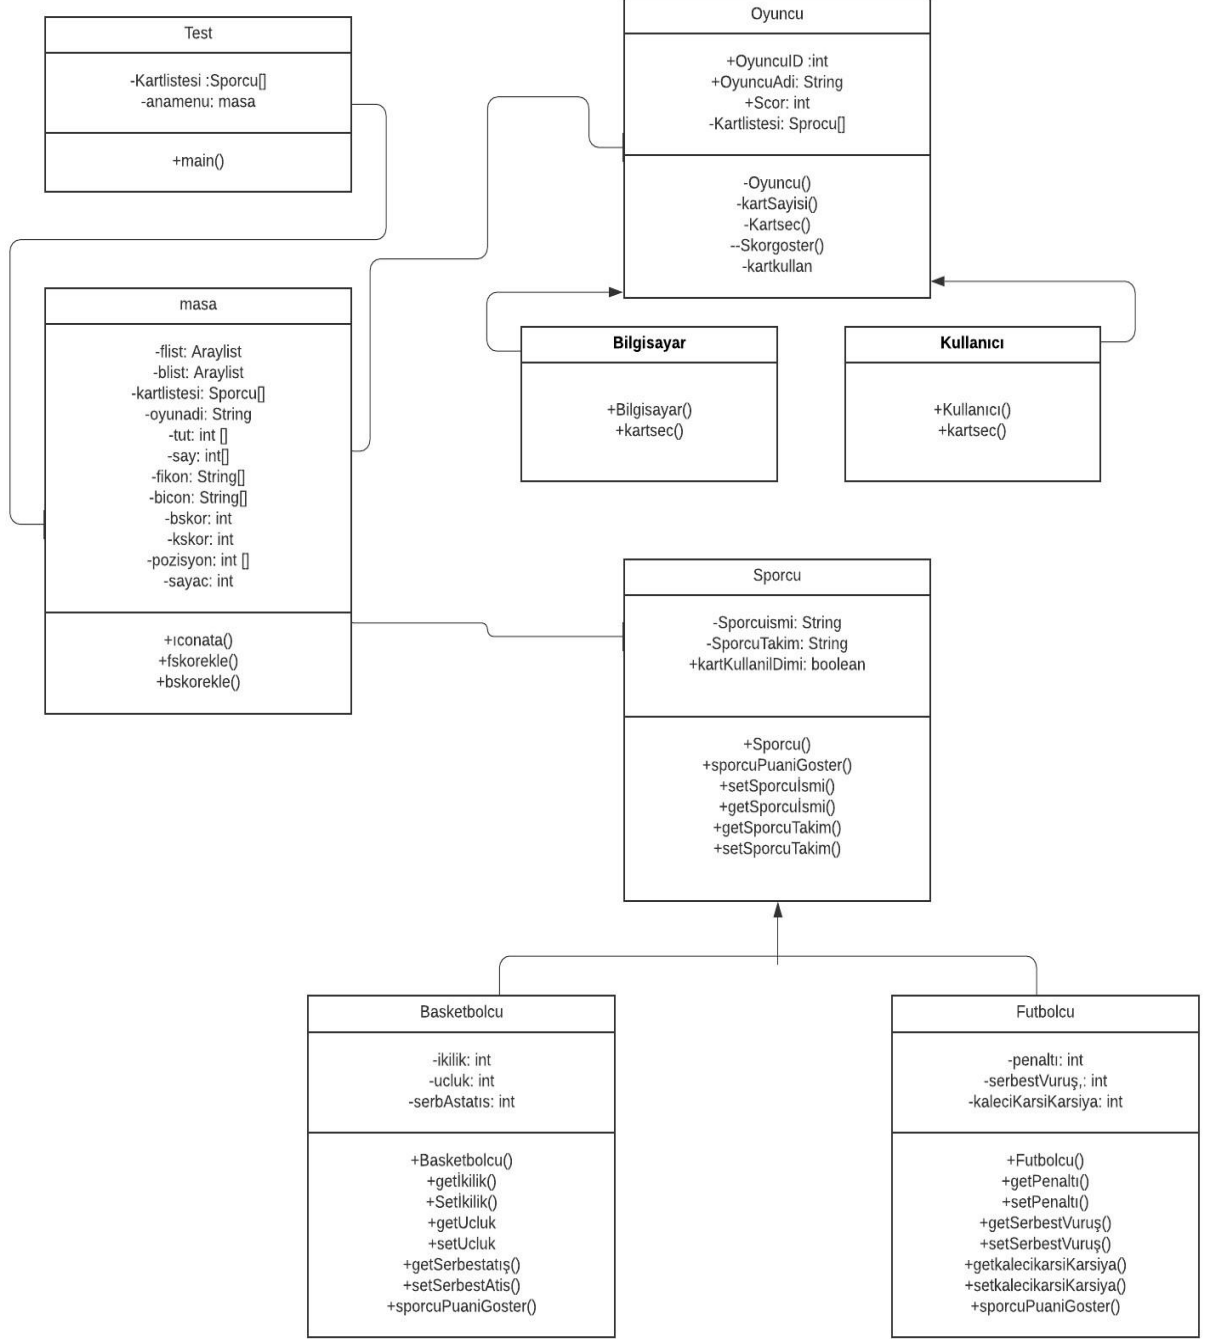 Test
-Kartlistesi :Sporcu[]
-anamenu: masa
+main()
Oyuncu
+OyuncuID :int
+OyuncuAdi: String
+Scor: int
-Kartlistesi: Sprocu[]
-Oyuncu()
-kartSayisi()
-Kartsec()
--Skorgoster()
-kartkullan
masa
-flist: Araylist
-blist: Araylist
-kartlistesi: Sporcu[]
-oyunadi: String
-tut: int []
-say: int[]
-fikon: String[]
-bicon: String[]
-bskor: int
-kskor: int
-pozisyon: int []
-sayac: int
+ıconata()
+fskorekle()
+bskorekle()
Bilgisayar
+Bilgisayar()
+kartsec()
Kullanıcı
+Kullanıcı()
+kartsec()
Sporcu
-Sporcuismi: String
-SporcuTakim: String
+kartKullanilDimi: boolean
+Sporcu()
+sporcuPuaniGoster()
+setSporcuİsmi()
+getSporcuİsmi()
+getSporcuTakim()
+setSporcuTakim()
Basketbolcu
-ikilik: int
-ucluk: int
-serbAstatıs: int
+Basketbolcu()
+getİkilik()
+Setİkilik()
+getUcluk
+setUcluk
+getSerbestatış()
+setSerbestAtis()
+sporcuPuaniGoster()
Futbolcu
-penaltı: int
-serbestVuruş,: int
-kaleciKarsiKarsiya: int
+Futbolcu()
+getPenaltı()
+setPenaltı()
+getSerbestVuruş()
+setSerbestVuruş()
+getkalecikarsiKarsiya()
+setkalecikarsiKarsiya()
+sporcuPuaniGoster()